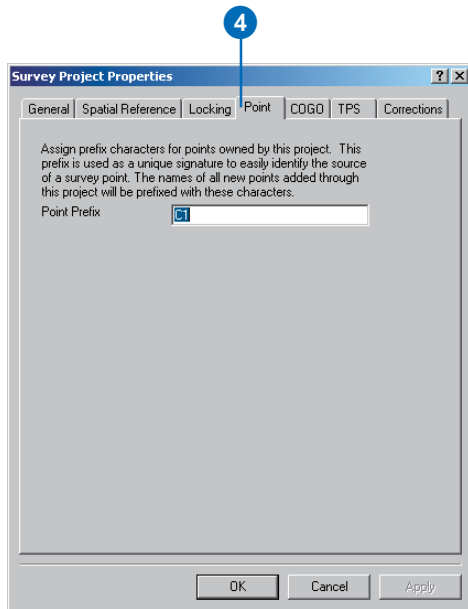 4
Survey Project Properties
? X
General Spatial Reference Locking Point COGO TPS Corrections
Assign prefix characters for points owned by this project. This
prefix is used as a unique signature to easily identify the source
of a survey point. The names of all new points added through
this project will be prefixed with these characters.
Point Prefix C1
OK Cancel Apply